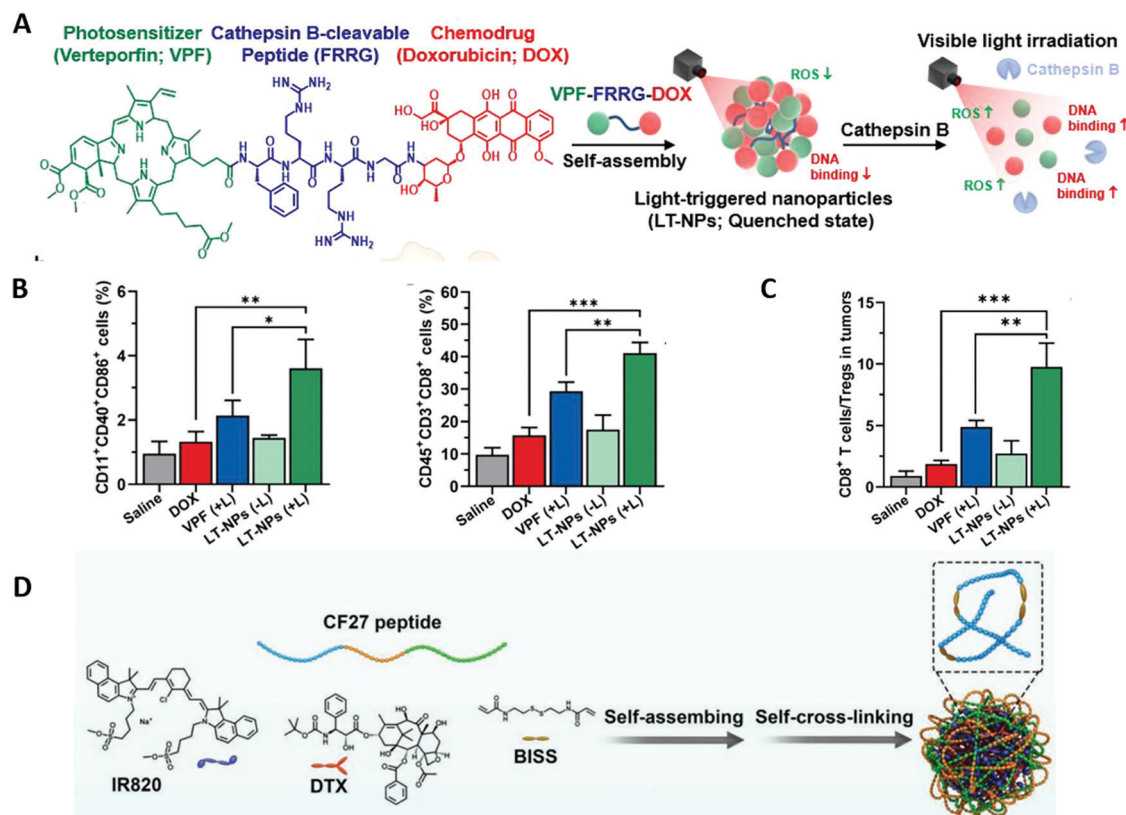 A
Photosensitizer
(Verteporfin; VPF)
Cathepsin B-cleavable
Peptide (FRRG)
Chemodrug
(Doxorubicin; DOX)
VPF-FRRG-DOX
Self-assembly
ROS ↓
DNA
binding ↓
Light-triggered nanoparticles
(LT-NPs; Quenched state)
Cathepsin B
Visible light irradiation
Cathepsin B
ROS ↑
DNA
binding ↑
ROS ↑
DNA
binding ↑
B
CD11⁺CD40⁺CD86⁺ cells (%)
6
4
2
0
**
*
Saline
DOX
VPF (+L)
LT-NPs (-L)
LT-NPs (+L)
CD45⁺CD3⁺CD8⁺ cells (%)
60
50
40
30
20
10
0
***
**
Saline
DOX
VPF (+L)
LT-NPs (-L)
LT-NPs (+L)
C
CD8⁺ T cells/Tregs in tumors
15
10
5
0
***
**
Saline
DOX
VPF (+L)
LT-NPs (-L)
LT-NPs (+L)
D
CF27 peptide
IR820
DTX
BISS
Self-assembing
Self-cross-linking